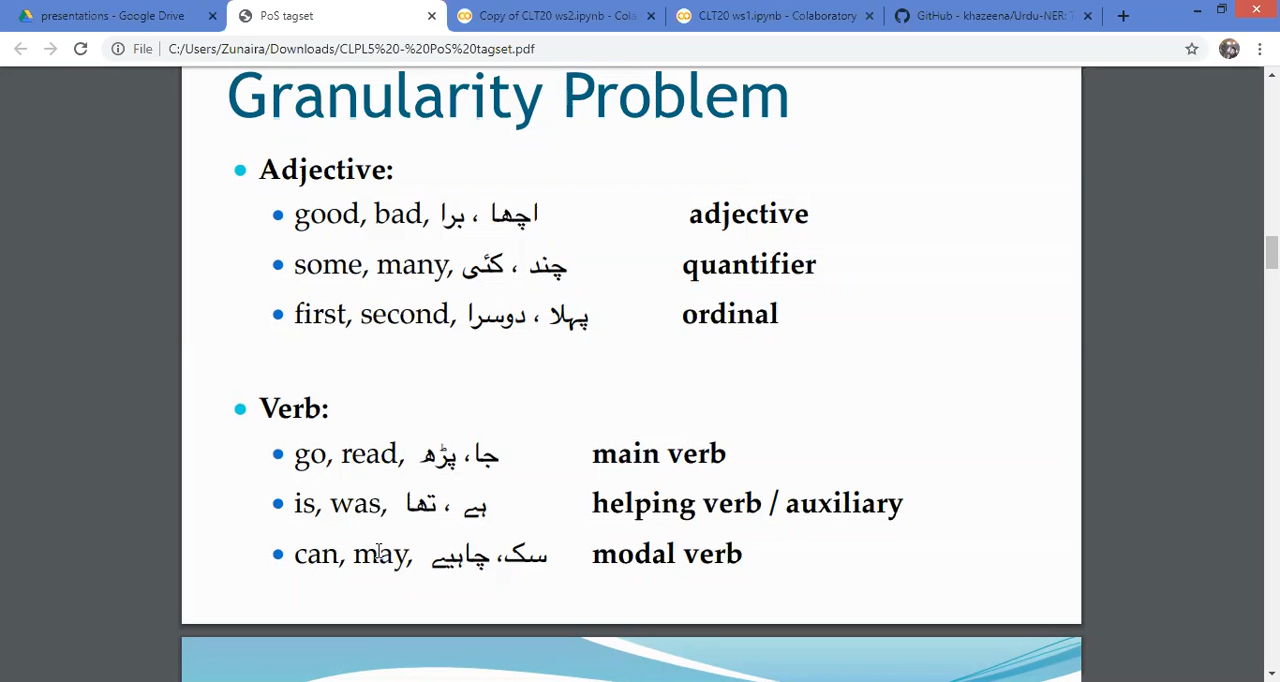 presentations - Google Drive
PoS tagset
Copy of CLT20 ws2.ipynb - Cola
CLT20 ws1.ipynb - Colaboratory
GitHub - khazeena/Urdu-NER: T
File | C:/Users/Zunaira/Downloads/CLPL5%20-%20PoS%20tagset.pdf
Granularity Problem
Adjective:
good, bad, اچھا ، برا adjective
some, many, چند ، کئی quantifier
first, second, پہلا ، دوسرا ordinal
Verb:
go, read, جا، پڑھ main verb
is, was, ہے ، تھا helping verb / auxiliary
can, may, سک، چاہیے modal verb